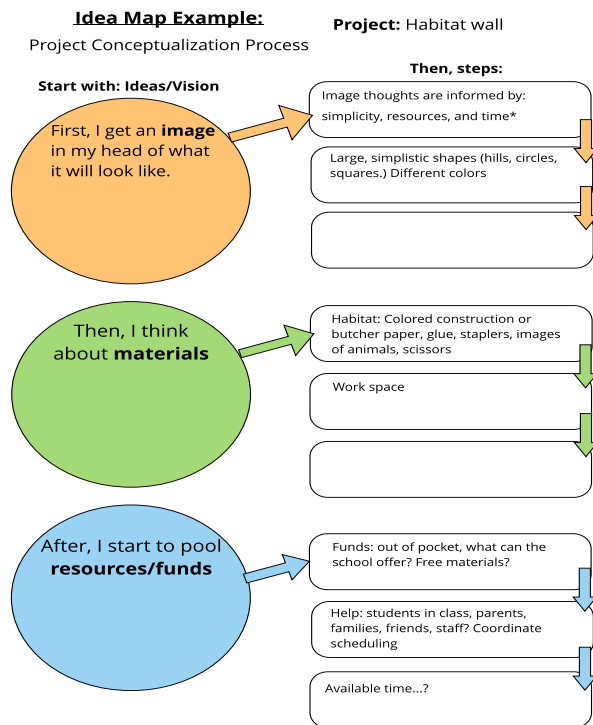 Idea Map Example:
Project: Habitat wall
Project Conceptualization Process
Then, steps:
Start with: Ideas/Vision
First, I get an image
in my head of what
it will look like.
Image thoughts are informed by:
simplicity, resources, and time*
Large, simplistic shapes (hills, circles,
squares.) Different colors
Then, I think
about materials
Habitat: Colored construction or
butcher paper, glue, staplers, images
of animals, scissors
Work space
After, I start to pool
resources/funds
Funds: out of pocket, what can the
school offer? Free materials?
Help: students in class, parents,
families, friends, staff? Coordinate
scheduling
Available time...?